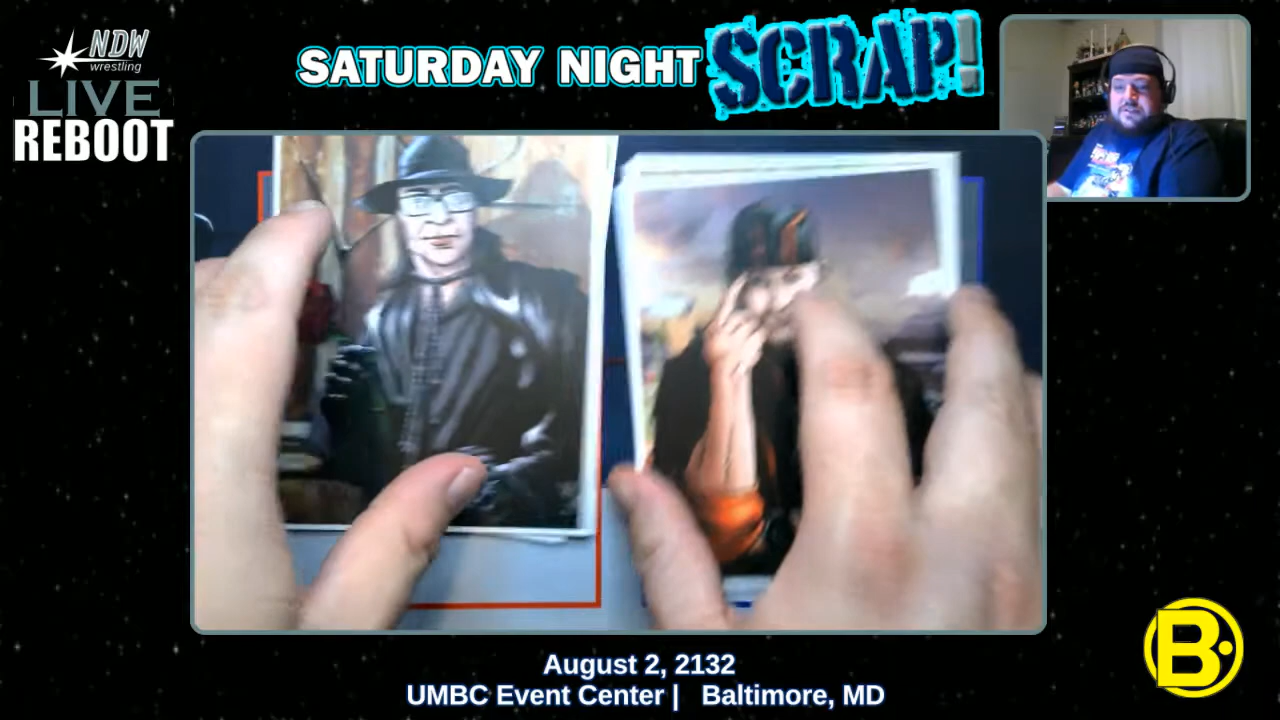 NDW
wrestling
LIVE
REBOOT
SATURDAY NIGHT SCRAP!
B
August 2, 2132
UMBC Event Center | Baltimore, MD